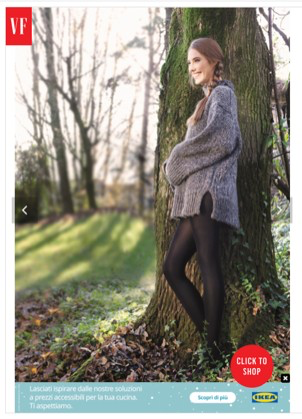 VF
CLICK TO
SHOP
Lasciati ispirare dalle nostre soluzioni
a prezzi accessibili per la tua cucina.
Ti aspettiamo.
Scopri di più
IKEA